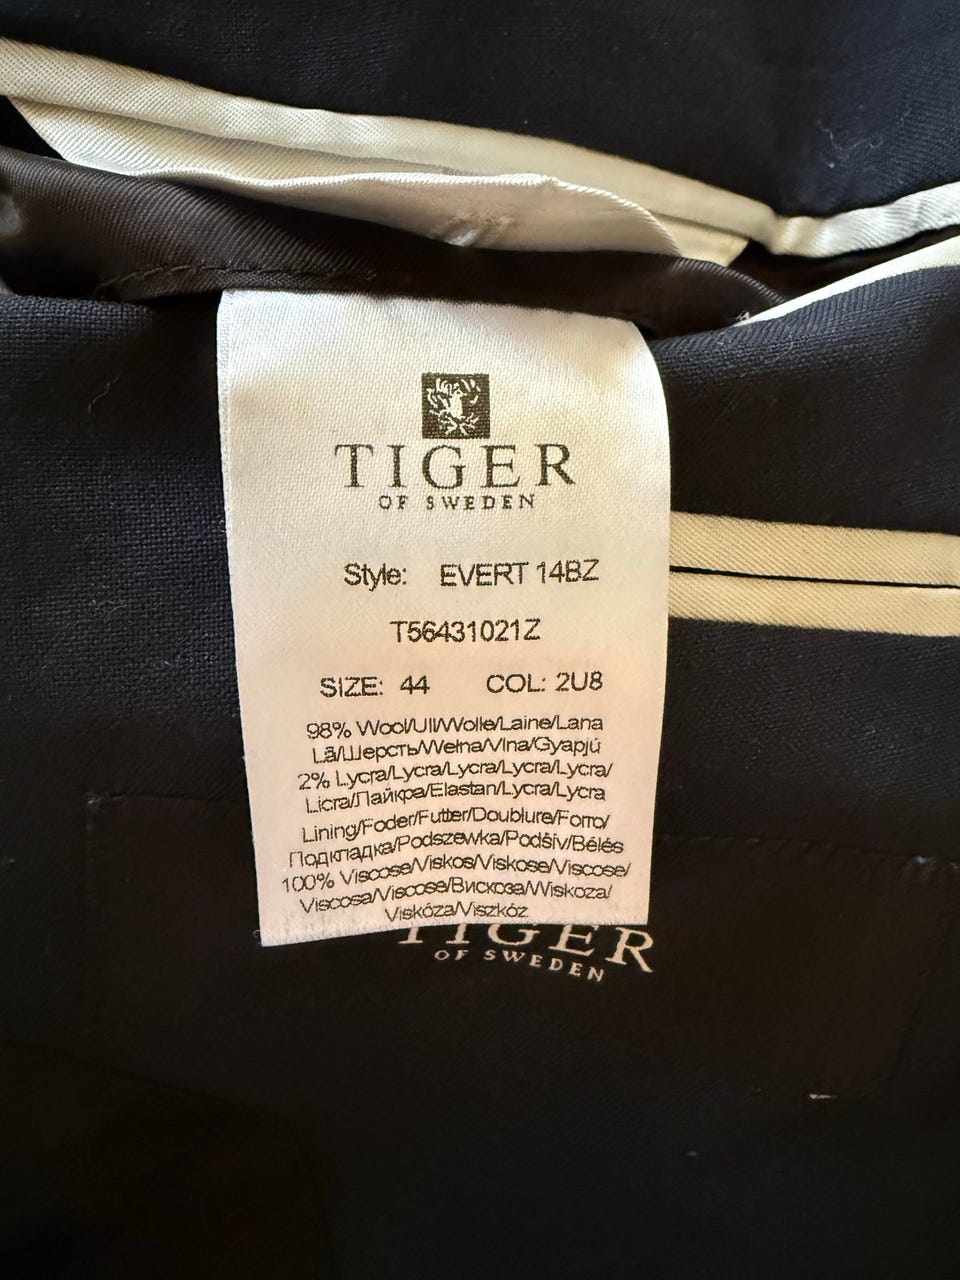 TIGER
OF SWEDEN
Style: EVERT 14BZ
T56431021Z
SIZE: 44 COL: 2U8
98% Wool/Ull/Wolle/Laine/Lana
Lã/Шерсть/Wełna/Vlna/Gyapjú
2% Lycra/Lycra/Lycra/Lycra/Lycra/
Licra/Лайкра/Elastan/Lycra/Lycra
Lining/Foder/Futter/Doublure/Forro/
Подкладка/Podszewka/Podšív/Bélés
100% Viscose/Viskos/Viskose/Viscose/
Viscosa/Viscose/Вискоза/Wiskoza/
Viskóza/Viszkóz
TIGER
OF SWEDEN